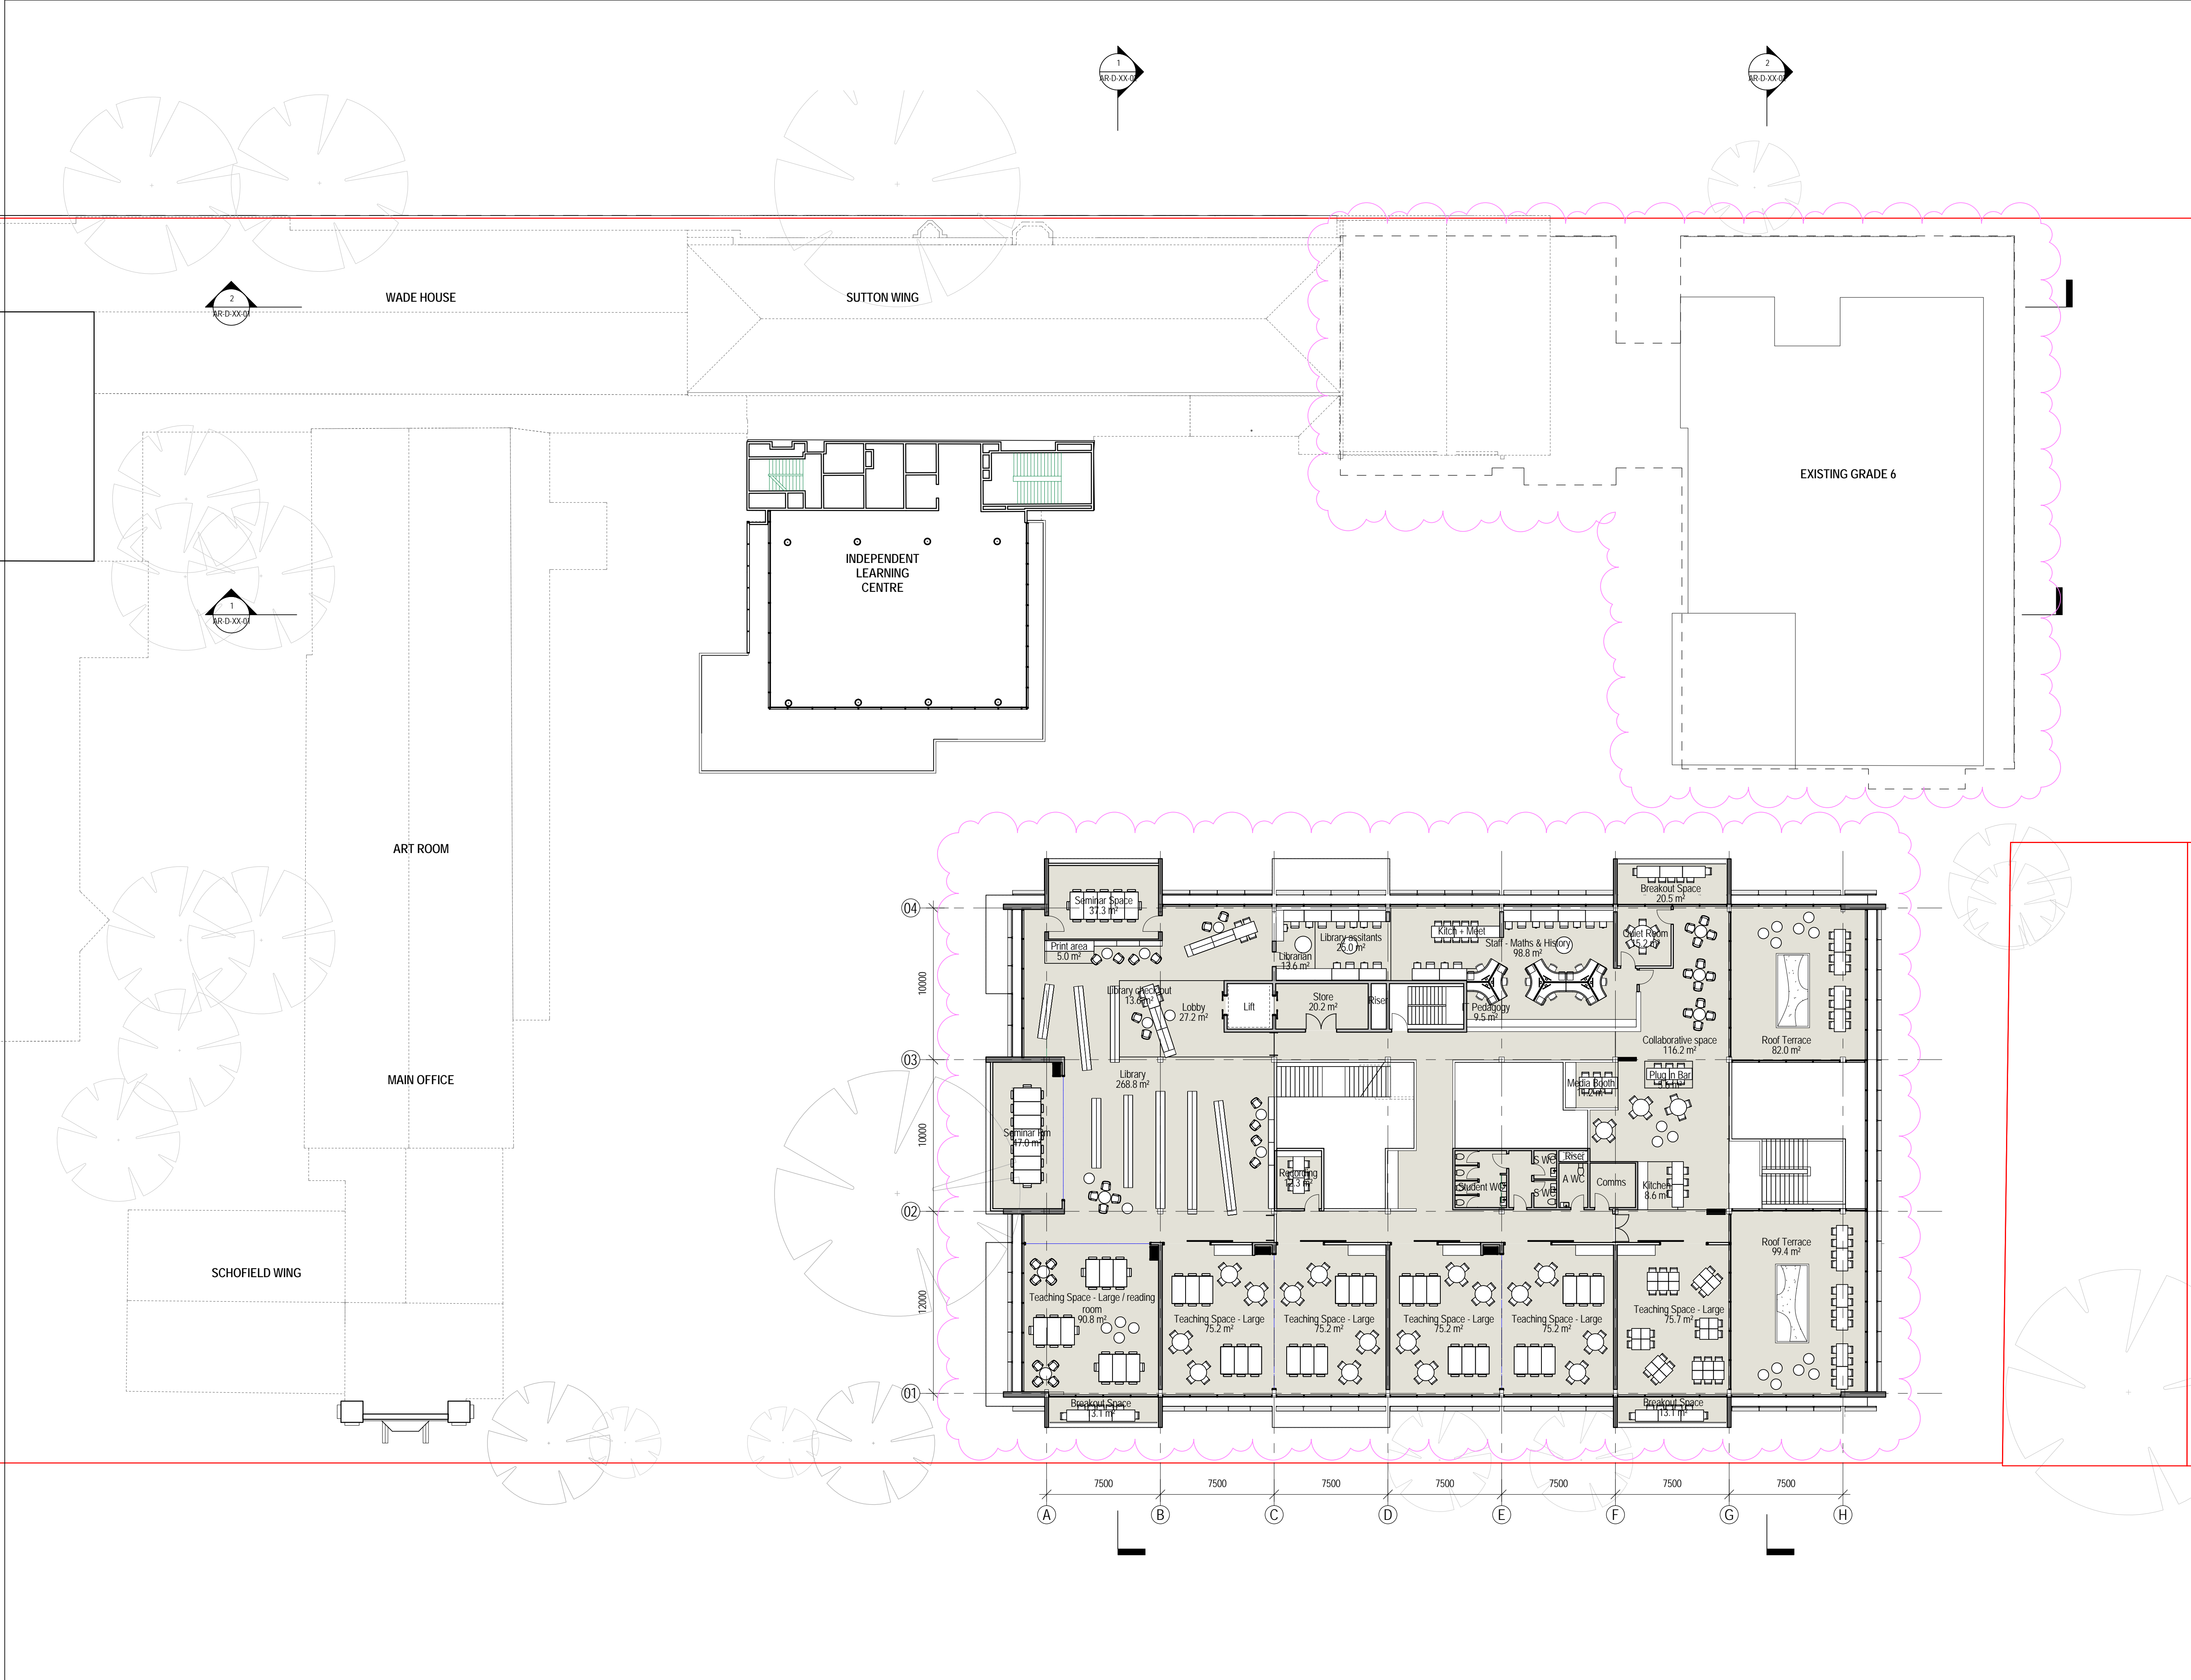 1
AR-D-XX-02
2
AR-D-XX-02
WADE HOUSE
SUTTON WING
2
AR-D-XX-01
EXISTING GRADE 6
INDEPENDENT
LEARNING
CENTRE
1
AR-D-XX-01
ART ROOM
MAIN OFFICE
SCHOFIELD WING
04
03
02
01
10000
10000
12000
Seminar Space
37.3 m²
Print area
5.0 m²
Library checkout
13.6 m²
Lobby
27.2 m²
Lift
Librarian
13.6 m²
Library assitants
25.0 m²
Store
20.2 m²
Riser
Kitch + Meet
Staff - Maths & History
98.8 m²
IT Pedagogy
9.5 m²
Breakout Space
20.5 m²
Quiet Room
15.2 m²
Collaborative space
116.2 m²
Roof Terrace
82.0 m²
Library
268.8 m²
Media Booth
Plug In Bar
Recording
12.3 m²
Student WC
S WC
S WC
Riser
A WC
Comms
Kitchen
8.6 m²
Roof Terrace
99.4 m²
Teaching Space - Large / reading
room
90.8 m²
Teaching Space - Large
75.2 m²
Teaching Space - Large
75.2 m²
Teaching Space - Large
75.2 m²
Teaching Space - Large
75.2 m²
Teaching Space - Large
75.7 m²
Breakout Space
13.1 m²
Breakout Space
13.1 m²
7500
7500
7500
7500
7500
7500
7500
A
B
C
D
E
F
G
H